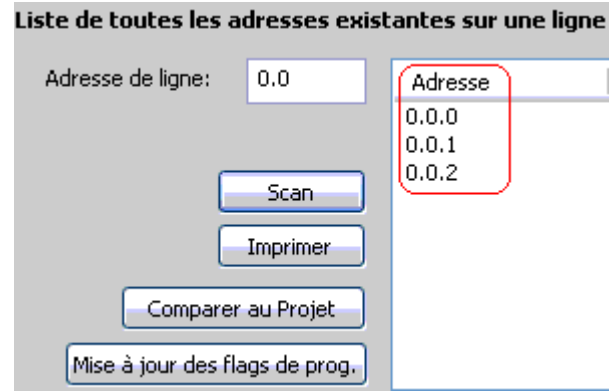 Liste de toutes les adresses existantes sur une ligne
Adresse de ligne:
0.0
Adresse
0.0.0
0.0.1
0.0.2
Scan
Imprimer
Comparer au Projet
Mise à jour des flags de prog.